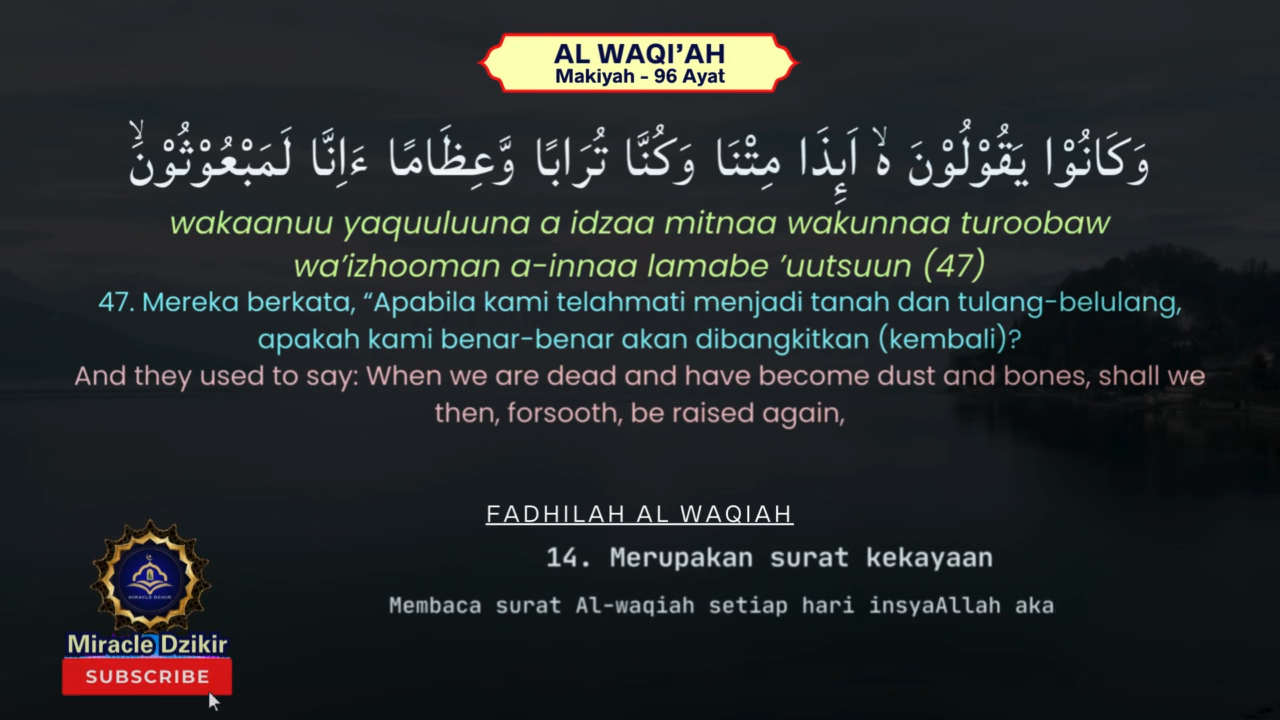 AL WAQI'AH
Makiyah - 96 Ayat
وَكَانُوْا يَقُوْلُوْنَ ەۙ اَىِٕذَا مِتْنَا وَكُنَّا تُرَابًا وَّعِظَامًا ءَاِنَّا لَمَبْعُوْثُوْنَۙ
wakaanuu yaquuluuna a idzaa mitnaa wakunnaa turoobaw
wa'izhooman a-innaa lamabe 'uutsuun (47)
47. Mereka berkata, “Apabila kami telahmati menjadi tanah dan tulang-belulang,
apakah kami benar-benar akan dibangkitkan (kembali)?
And they used to say: When we are dead and have become dust and bones, shall we
then, forsooth, be raised again,
FADHILAH AL WAQIAH
14. Merupakan surat kekayaan
Membaca surat Al-waqiah setiap hari insyaAllah aka
MIRACLE DZIKIR
Miracle Dzikir
SUBSCRIBE